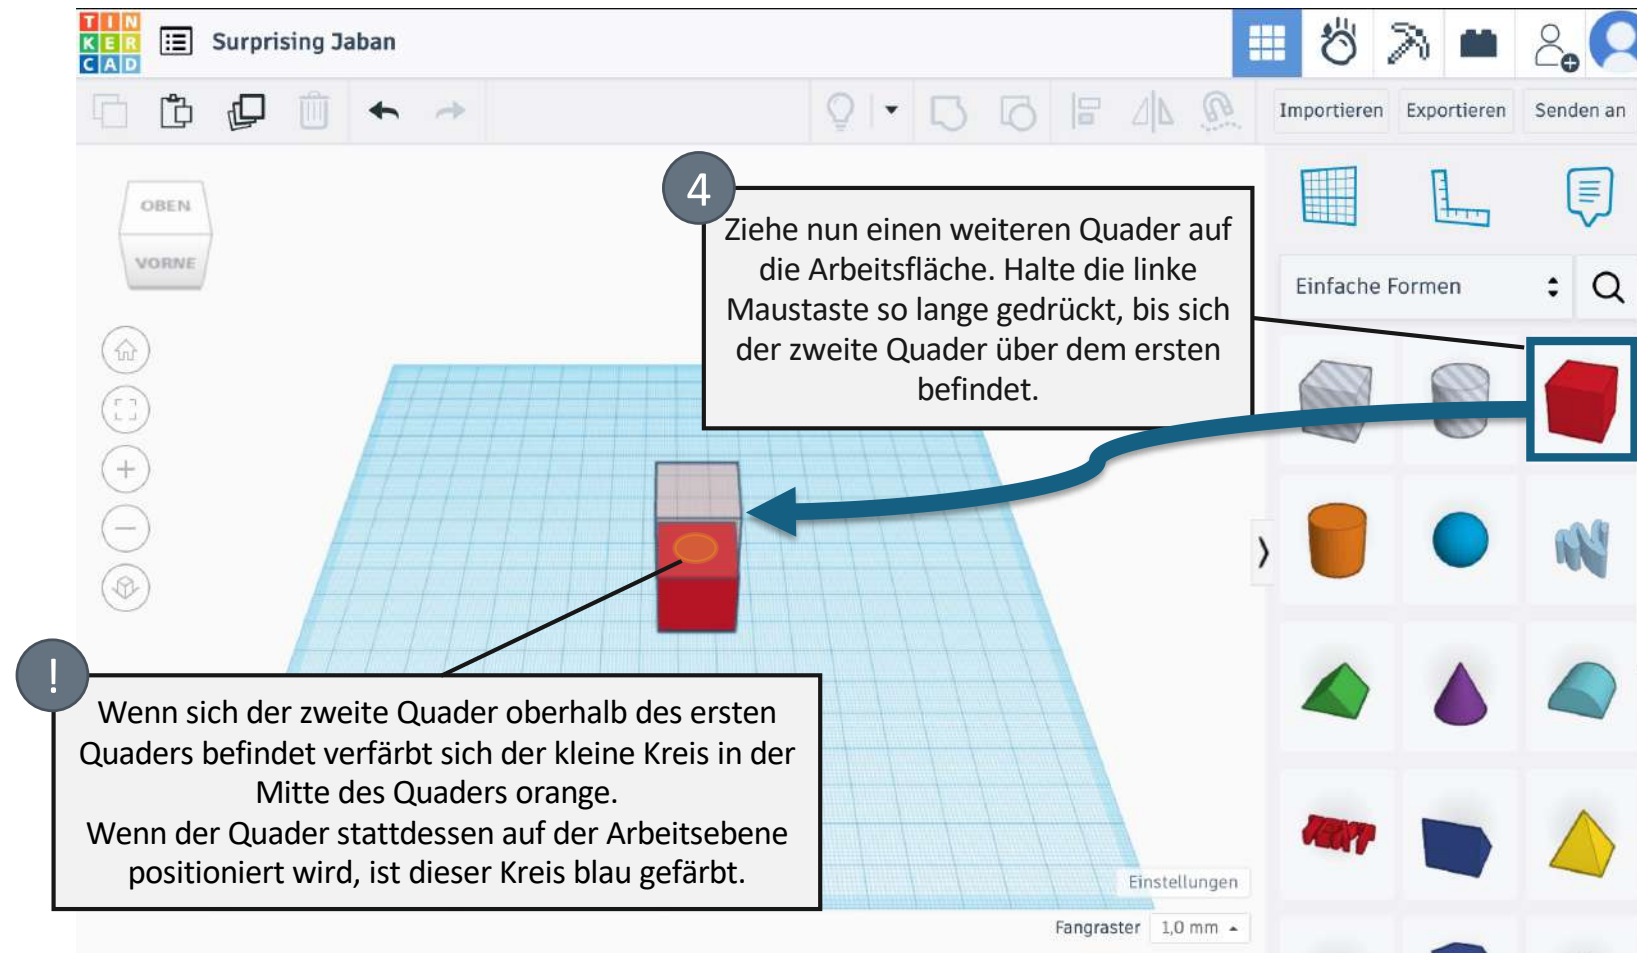 TIN
KER
CAD
Surprising Jaban
Importieren
Exportieren
Senden an
OBEN
VORNE
4
Ziehe nun einen weiteren Quader auf
die Arbeitsfläche. Halte die linke
Maustaste so lange gedrückt, bis sich
der zweite Quader über dem ersten
befindet.
Einfache Formen
!
Wenn sich der zweite Quader oberhalb des ersten
Quaders befindet verfärbt sich der kleine Kreis in der
Mitte des Quaders orange.
Wenn der Quader stattdessen auf der Arbeitsebene
positioniert wird, ist dieser Kreis blau gefärbt.
TEXT
Einstellungen
Fangraster 1,0 mm